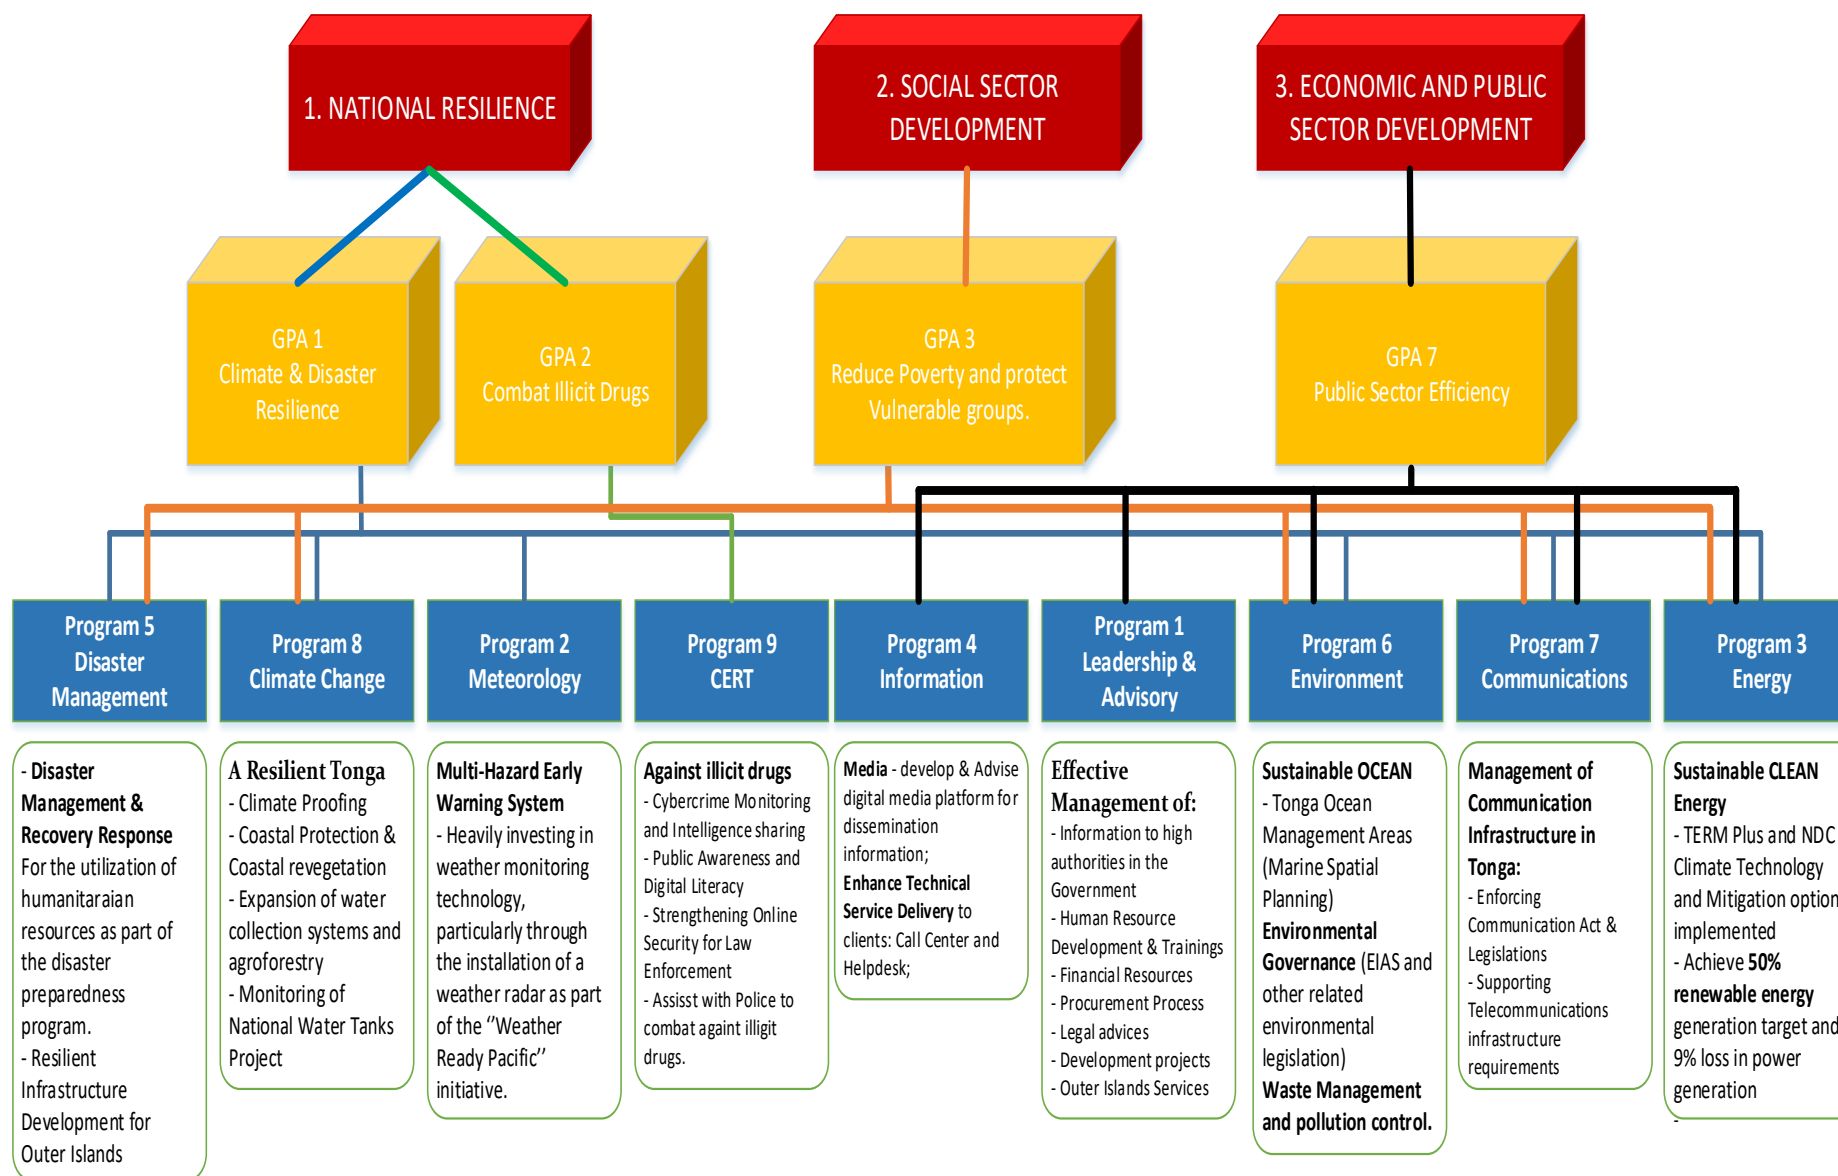 1. NATIONAL RESILIENCE
2. SOCIAL SECTOR
DEVELOPMENT
3. ECONOMIC AND PUBLIC
SECTOR DEVELOPMENT
GPA 1
Climate & Disaster
Resilience
GPA 2
Combat Illicit Drugs
GPA 3
Reduce Poverty and protect
Vulnerable groups.
GPA 7
Public Sector Efficiency
Program 5
Disaster
Management
Program 8
Climate Change
Program 2
Meteorology
Program 9
CERT
Program 4
Information
Program 1
Leadership &
Advisory
Program 6
Environment
Program 7
Communications
Program 3
Energy
- Disaster
Management &
Recovery Response
For the utilization of
humanitaraian
resources as part of
the disaster
preparedness
program.
- Resilient
Infrastructure
Development for
Outer Islands
A Resilient Tonga
- Climate Proofing
- Coastal Protection &
Coastal revegetation
- Expansion of water
collection systems and
agroforestry
- Monitoring of
National Water Tanks
Project
Multi-Hazard Early
Warning System
- Heavily investing in
weather monitoring
technology,
particularly through
the installation of a
weather radar as part
of the ‘’Weather
Ready Pacific’’
initiative.
Against illicit drugs
- Cybercrime Monitoring
and Intelligence sharing
- Public Awareness and
Digital Literacy
- Strengthening Online
Security for Law
Enforcement
- Assisst with Police to
combat againt illigit
drugs.
Media - develop & Advise
digital media platform for
dissemination
information;
Enhance Technical
Service Delivery to
clients: Call Center and
Helpdesk;
Effective
Management of:
- Information to high
authorities in the
Government
- Human Resource
Development & Trainings
- Financial Resources
- Procurement Process
- Legal advices
- Development projects
- Outer Islands Services
Sustainable OCEAN
- Tonga Ocean
Management Areas
(Marine Spatial
Planning)
Environmental
Governance (EIAS and
other related
environmental
legislation)
Waste Management
and pollution control.
Management of
Communication
Infrastructure in
Tonga:
- Enforcing
Communication Act &
Legislations
- Supporting
Telecommunications
infrastructure
requirements
Sustainable CLEAN
Energy
- TERM Plus and NDC
Climate Technology
and Mitigation option
implemented
- Achieve 50%
renewable energy
generation target and
9% loss in power
generation
-